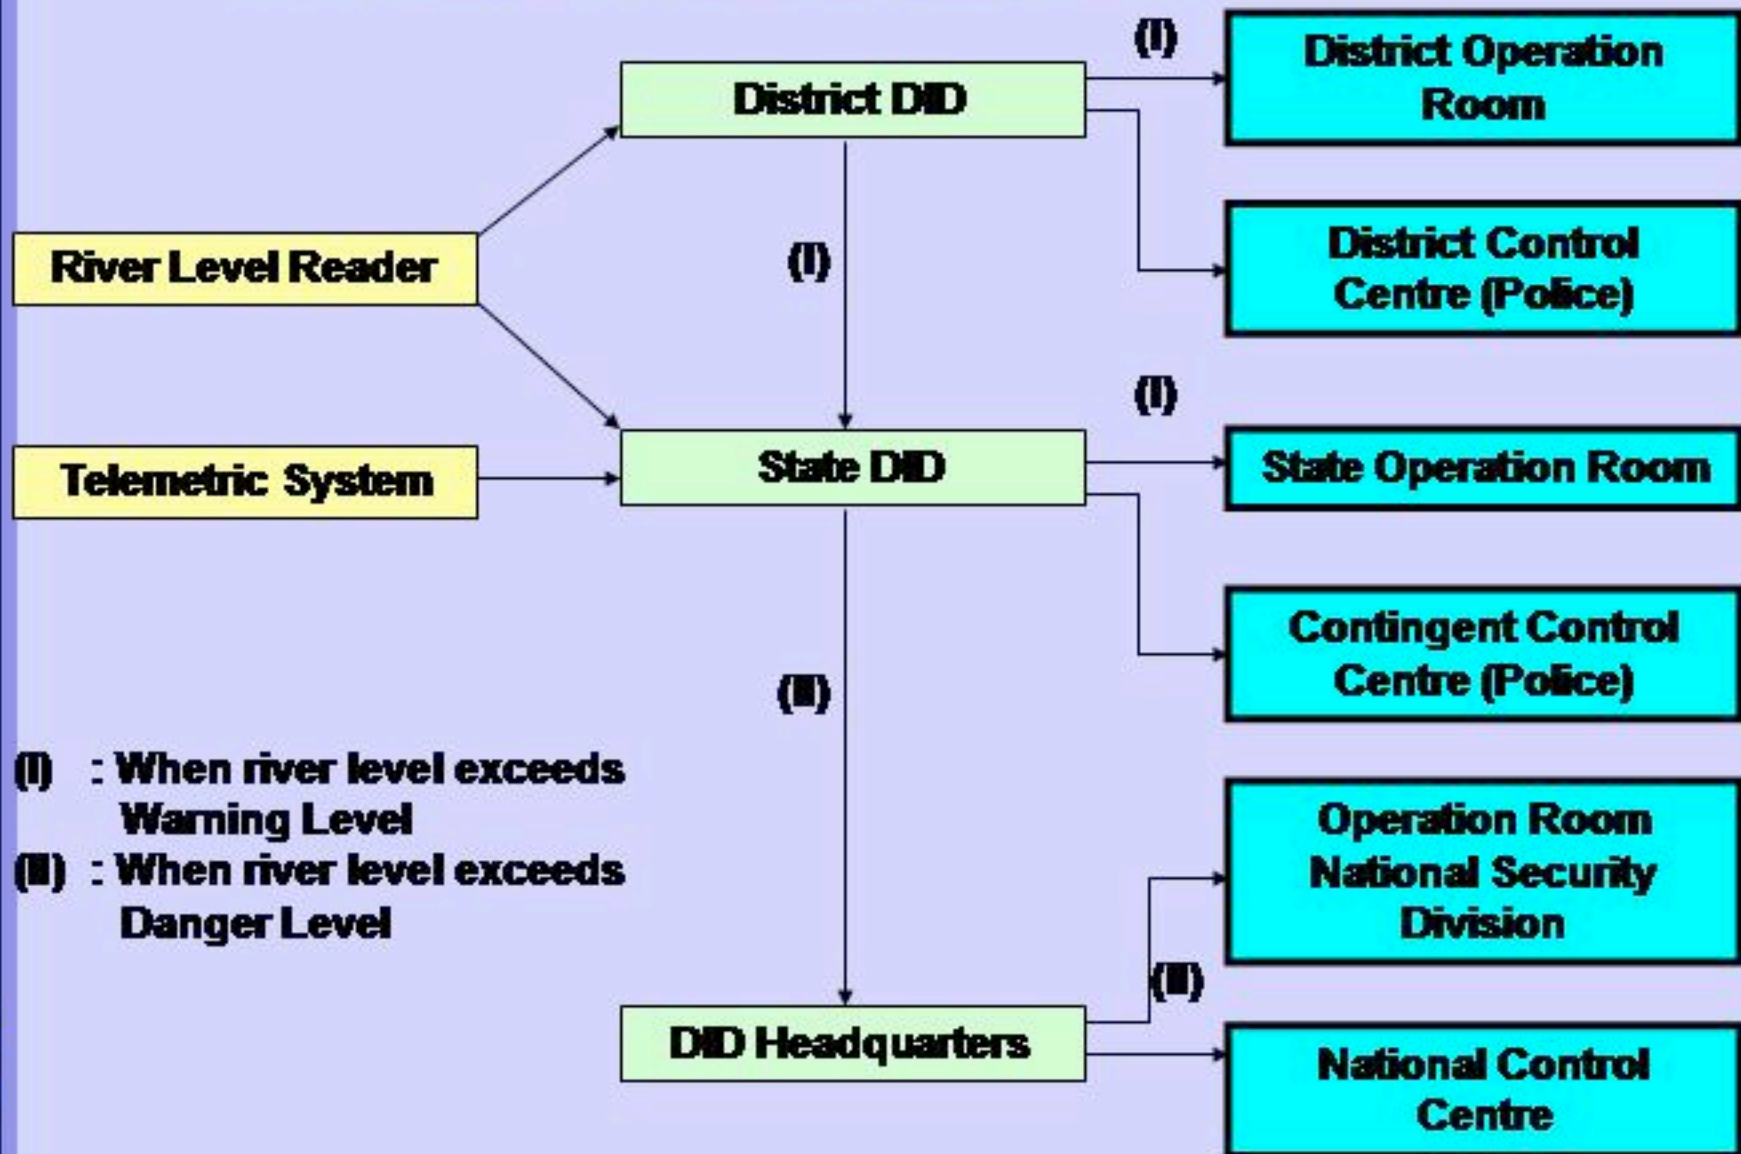 (I)
District Operation
Room
District DID
District Control
Centre (Police)
River Level Reader
(I)
(I)
State DID
State Operation Room
Telemetric System
Contingent Control
Centre (Police)
(II)
(I) : When river level exceeds
Warning Level
(II) : When river level exceeds
Danger Level
Operation Room
National Security
Division
(II)
DID Headquarters
National Control
Centre